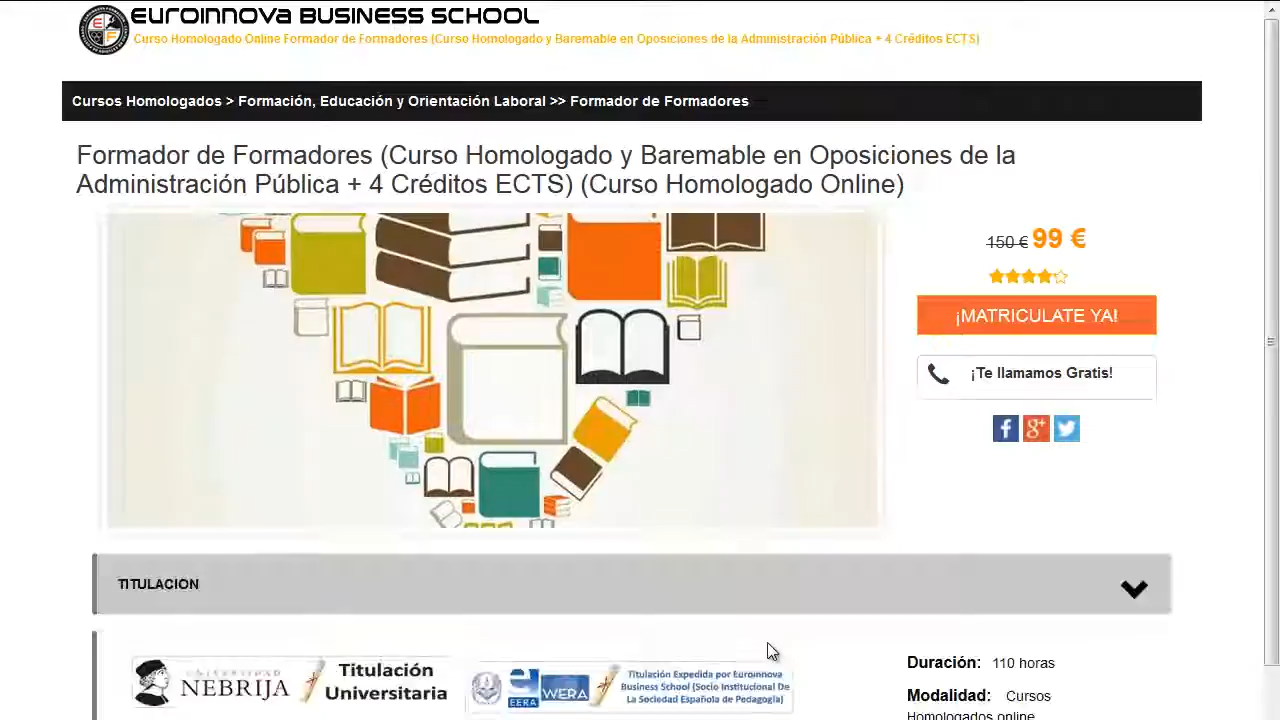 EUROINNOVA BUSINESS SCHOOL
Curso Homologado Online Formador de Formadores (Curso Homologado y Baremable en Oposiciones de la Administración Pública + 4 Créditos ECTS)
Cursos Homologados > Formación, Educación y Orientación Laboral >> Formador de Formadores
Formador de Formadores (Curso Homologado y Baremable en Oposiciones de la
Administración Pública + 4 Créditos ECTS) (Curso Homologado Online)
150 € 99 €
¡MATRICULATE YA!
¡Te llamamos Gratis!
TITULACION
UNIVERSIDAD
NEBRIJA
Titulación
Universitaria
EERA
WERA
Titulación Expedida por Euroinnova
Business School (Socio Institucional De
La Sociedad Española de Pedagogía)
Duración: 110 horas
Modalidad: Cursos
Homologados online